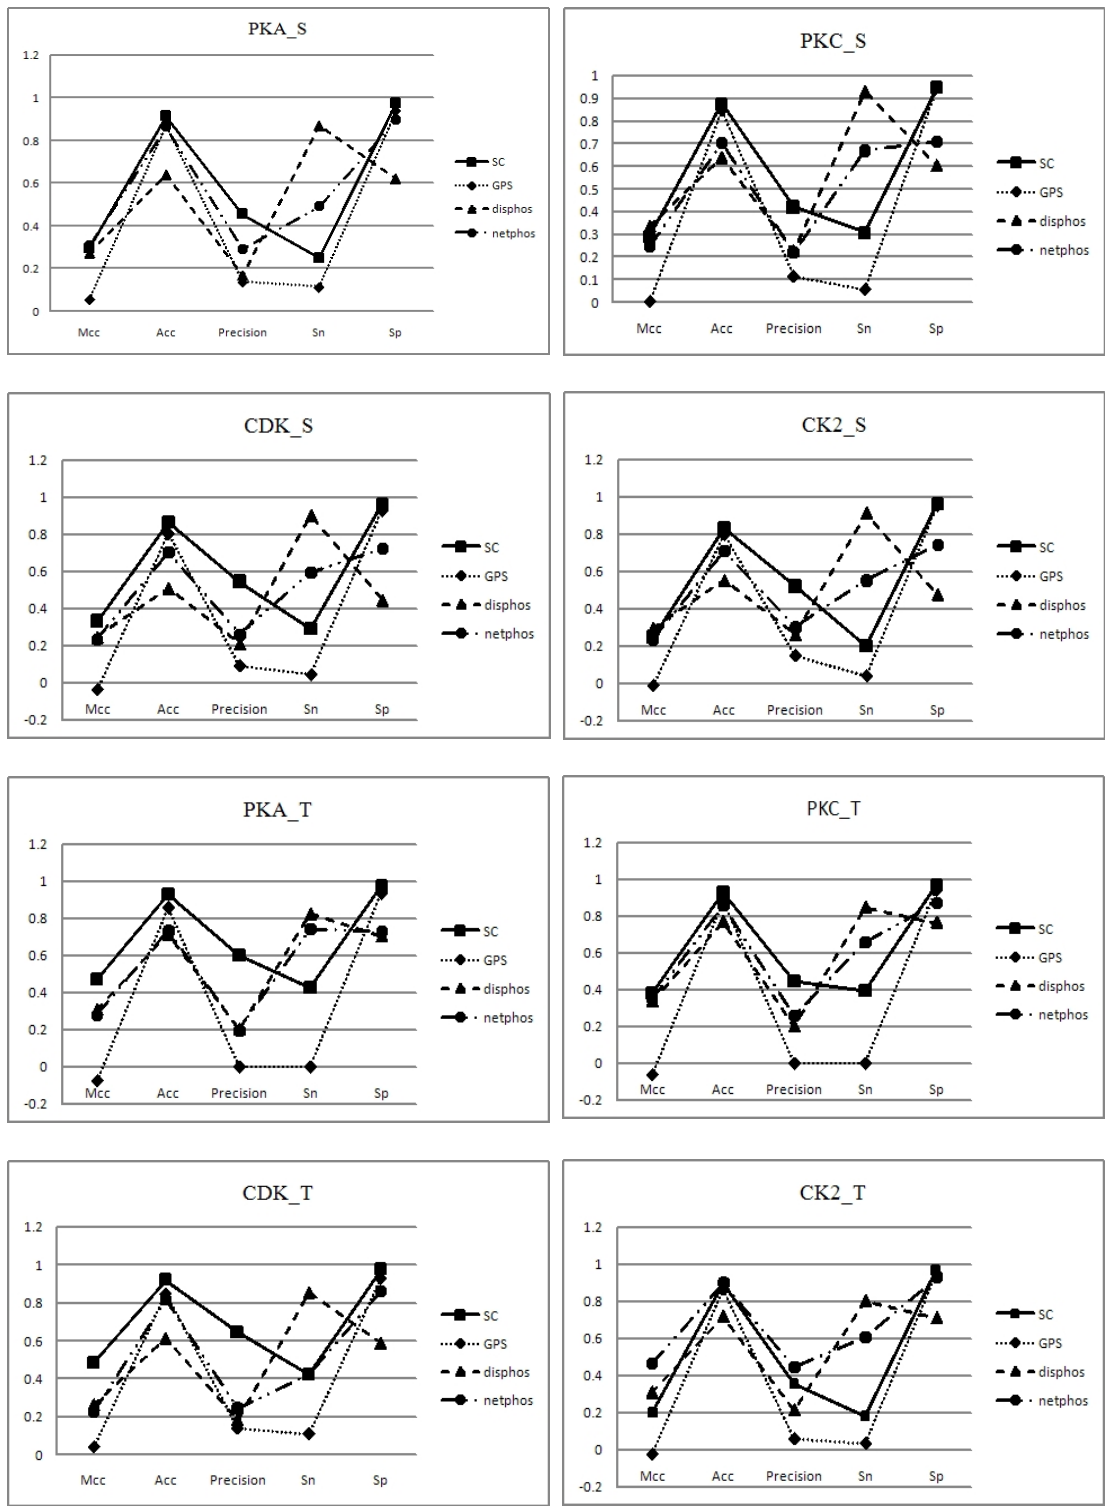 PKA_S
1.2
1
0.8
0.6
0.4
0.2
0
Mcc Acc Precision Sn Sp
SC
GPS
disphos
netphos
PKC_S
1
0.9
0.8
0.7
0.6
0.5
0.4
0.3
0.2
0.1
0
Mcc Acc Precision Sn Sp
SC
GPS
disphos
netphos
CDK_S
1.2
1
0.8
0.6
0.4
0.2
0
-0.2
Mcc Acc Precision Sn Sp
SC
GPS
disphos
netphos
CK2_S
1.2
1
0.8
0.6
0.4
0.2
0
-0.2
Mcc Acc Precision Sn Sp
SC
GPS
disphos
netphos
PKA_T
1.2
1
0.8
0.6
0.4
0.2
0
-0.2
Mcc Acc Precision Sn Sp
SC
GPS
disphos
netphos
PKC_T
1.2
1
0.8
0.6
0.4
0.2
0
-0.2
Mcc Acc Precision Sn Sp
SC
GPS
disphos
netphos
CDK_T
1.2
1
0.8
0.6
0.4
0.2
0
Mcc Acc Precision Sn Sp
SC
GPS
disphos
netphos
CK2_T
1.2
1
0.8
0.6
0.4
0.2
0
-0.2
Mcc Acc Precision Sn Sp
SC
GPS
disphos
netphos